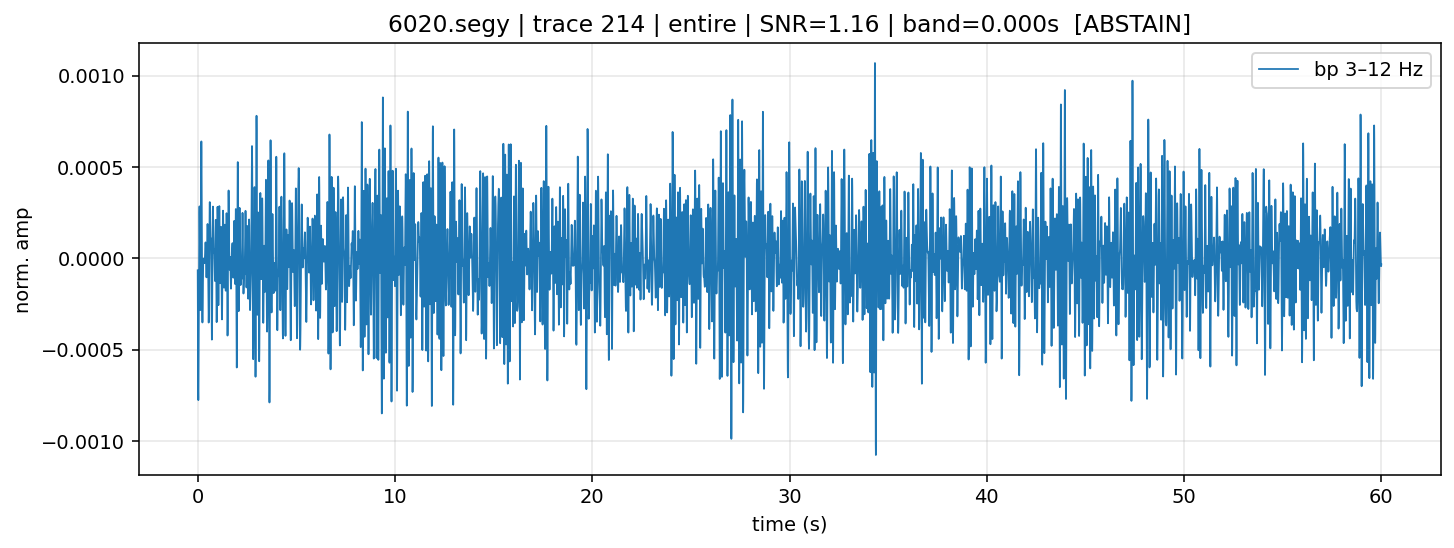 6020.segy | trace 214 | entire | SNR=1.16 | band=0.000s  [ABSTAIN]
bp 3–12 Hz
0.0010
0.0005
0.0000
−0.0005
−0.0010
norm. amp
0 10 20 30 40 50 60
time (s)